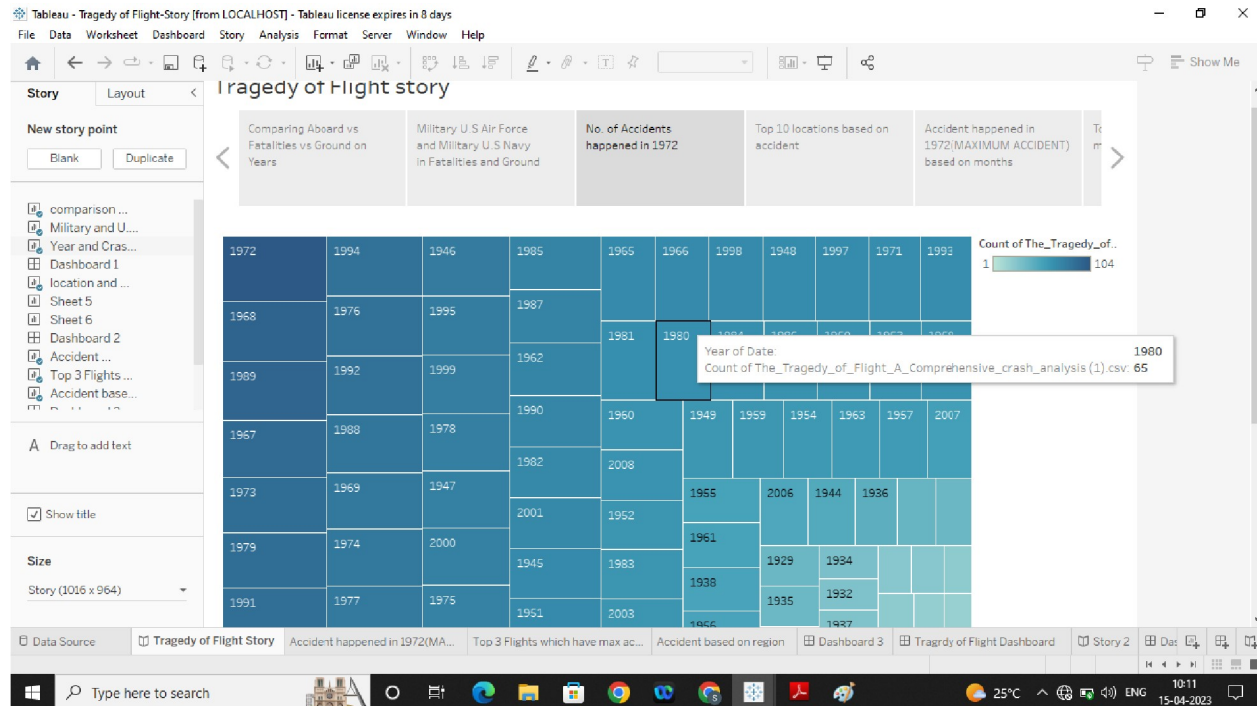 Tableau - Tragedy of Flight-Story [from LOCALHOST] - Tableau license expires in 8 days
File Data Worksheet Dashboard Story Analysis Format Server Window Help
Show Me
Story Layout
Tragedy of Flight story
New story point
Blank Duplicate
Comparing Aboard vs
Fatalities vs Ground on
Years
Military U.S Air Force
and Military U.S Navy
in Fatalities and Ground
No. of Accidents
happened in 1972
Top 10 locations based on
accident
Accident happened in
1972(MAXIMUM ACCIDENT)
based on months
comparison ...
Military and U....
Year and Cras...
Dashboard 1
location and ...
Sheet 5
Sheet 6
Dashboard 2
Accident ...
Top 3 Flights ...
Accident base...
A Drag to add text
Show title
Size
Story (1016 x 964)
1972 1994 1946 1985 1965 1966 1998 1948 1997 1971 1993
1968 1976 1995 1987 1981 1980
1989 1992 1999 1962
1967 1988 1978 1990 1960 1949 1959 1954 1963 1957 2007
1973 1969 1947 1982 2008 1955 2006 1944 1936
1979 1974 2000 2001 1952 1961
1991 1977 1975 1945 1983 1938 1929 1934
1951 2003 1935 1932
1937
Count of The_Tragedy_of..
1 104
Year of Date: 1980
Count of The_Tragedy_of_Flight_A_Comprehensive_crash_analysis (1).csv: 65
Data Source Tragedy of Flight Story Accident happened in 1972(MA... Top 3 Flights which have max ac... Accident based on region Dashboard 3 Tragrdy of Flight Dashboard Story 2 Das
Type here to search
25°C ENG
10:11
15-04-2023